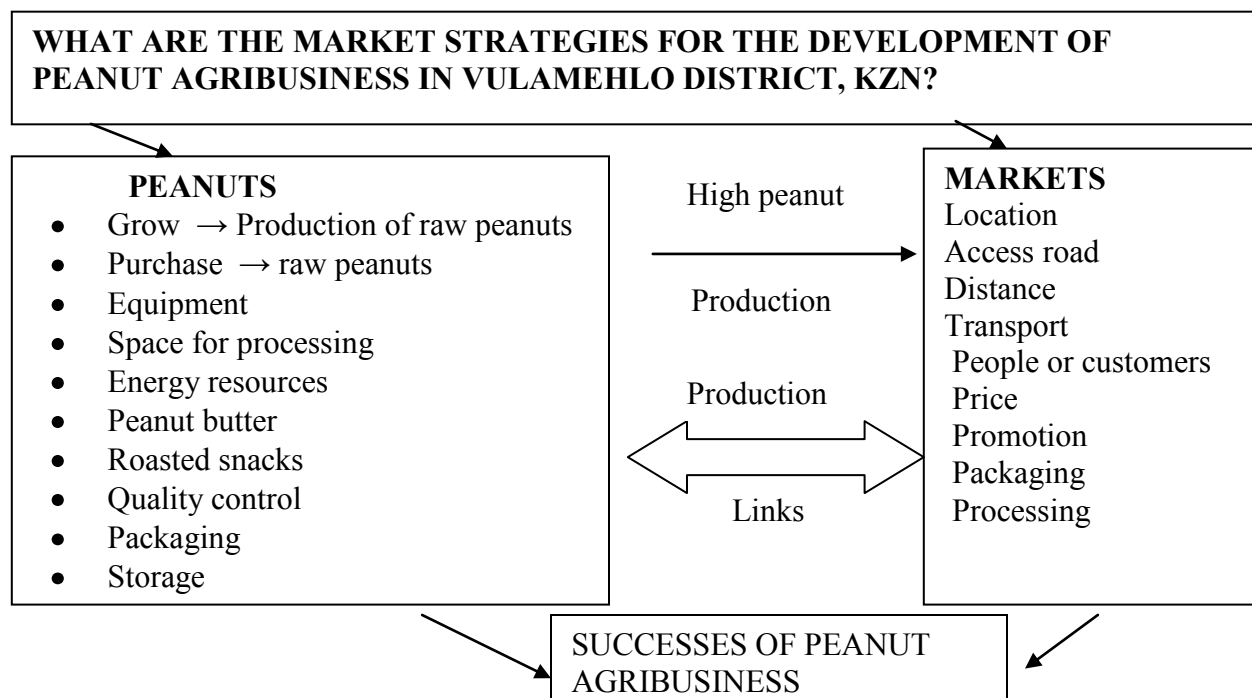 WHAT ARE THE MARKET STRATEGIES FOR THE DEVELOPMENT OF
PEANUT AGRIBUSINESS IN VULAMEHLO DISTRICT, KZN?
PEANUTS
• Grow → Production of raw peanuts
• Purchase → raw peanuts
• Equipment
• Space for processing
• Energy resources
• Peanut butter
• Roasted snacks
• Quality control
• Packaging
• Storage
High peanut
Production
Production
Links
MARKETS
Location
Access road
Distance
Transport
People or customers
Price
Promotion
Packaging
Processing
SUCCESSES OF PEANUT
AGRIBUSINESS